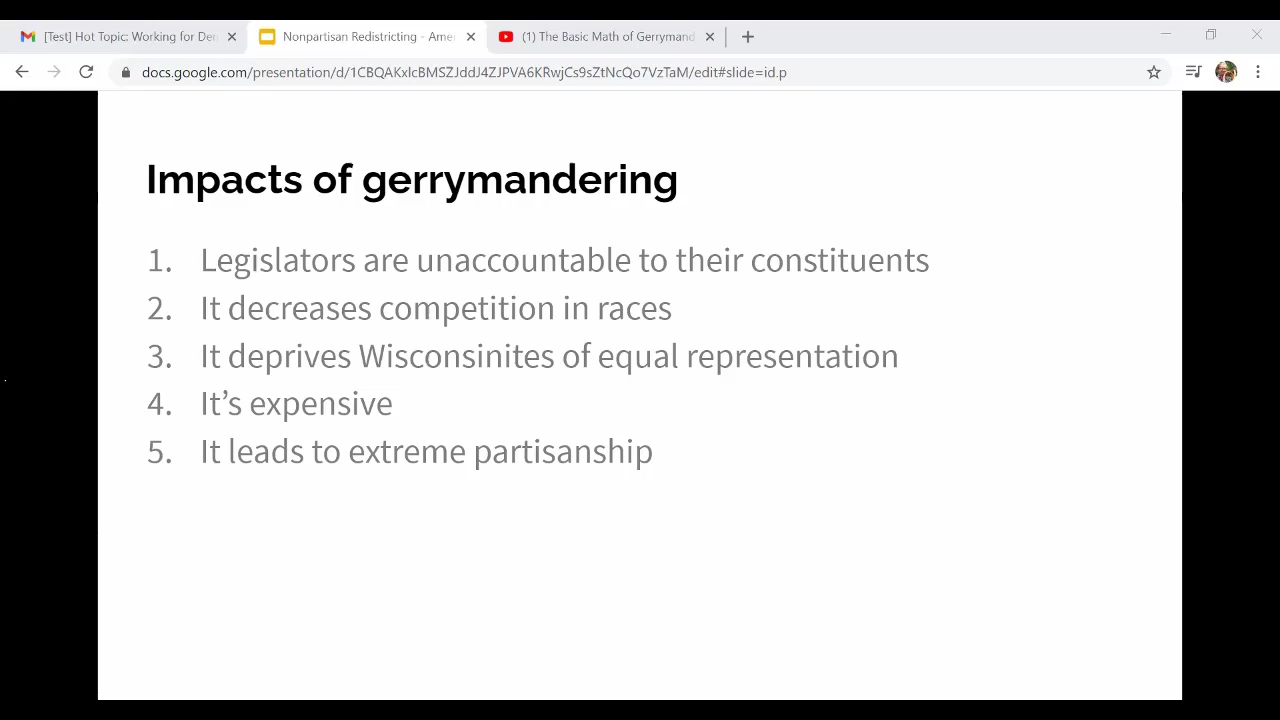 [Test] Hot Topic: Working for Der
Nonpartisan Redistricting - Ame
(1) The Basic Math of Gerrymand
docs.google.com/presentation/d/1CBQAKxlcBMSZJddJ4ZJPVA6KRwjCs9sZtNcQo7VzTaM/edit#slide=id.p
Impacts of gerrymandering
1. Legislators are unaccountable to their constituents
2. It decreases competition in races
3. It deprives Wisconsinites of equal representation
4. It’s expensive
5. It leads to extreme partisanship